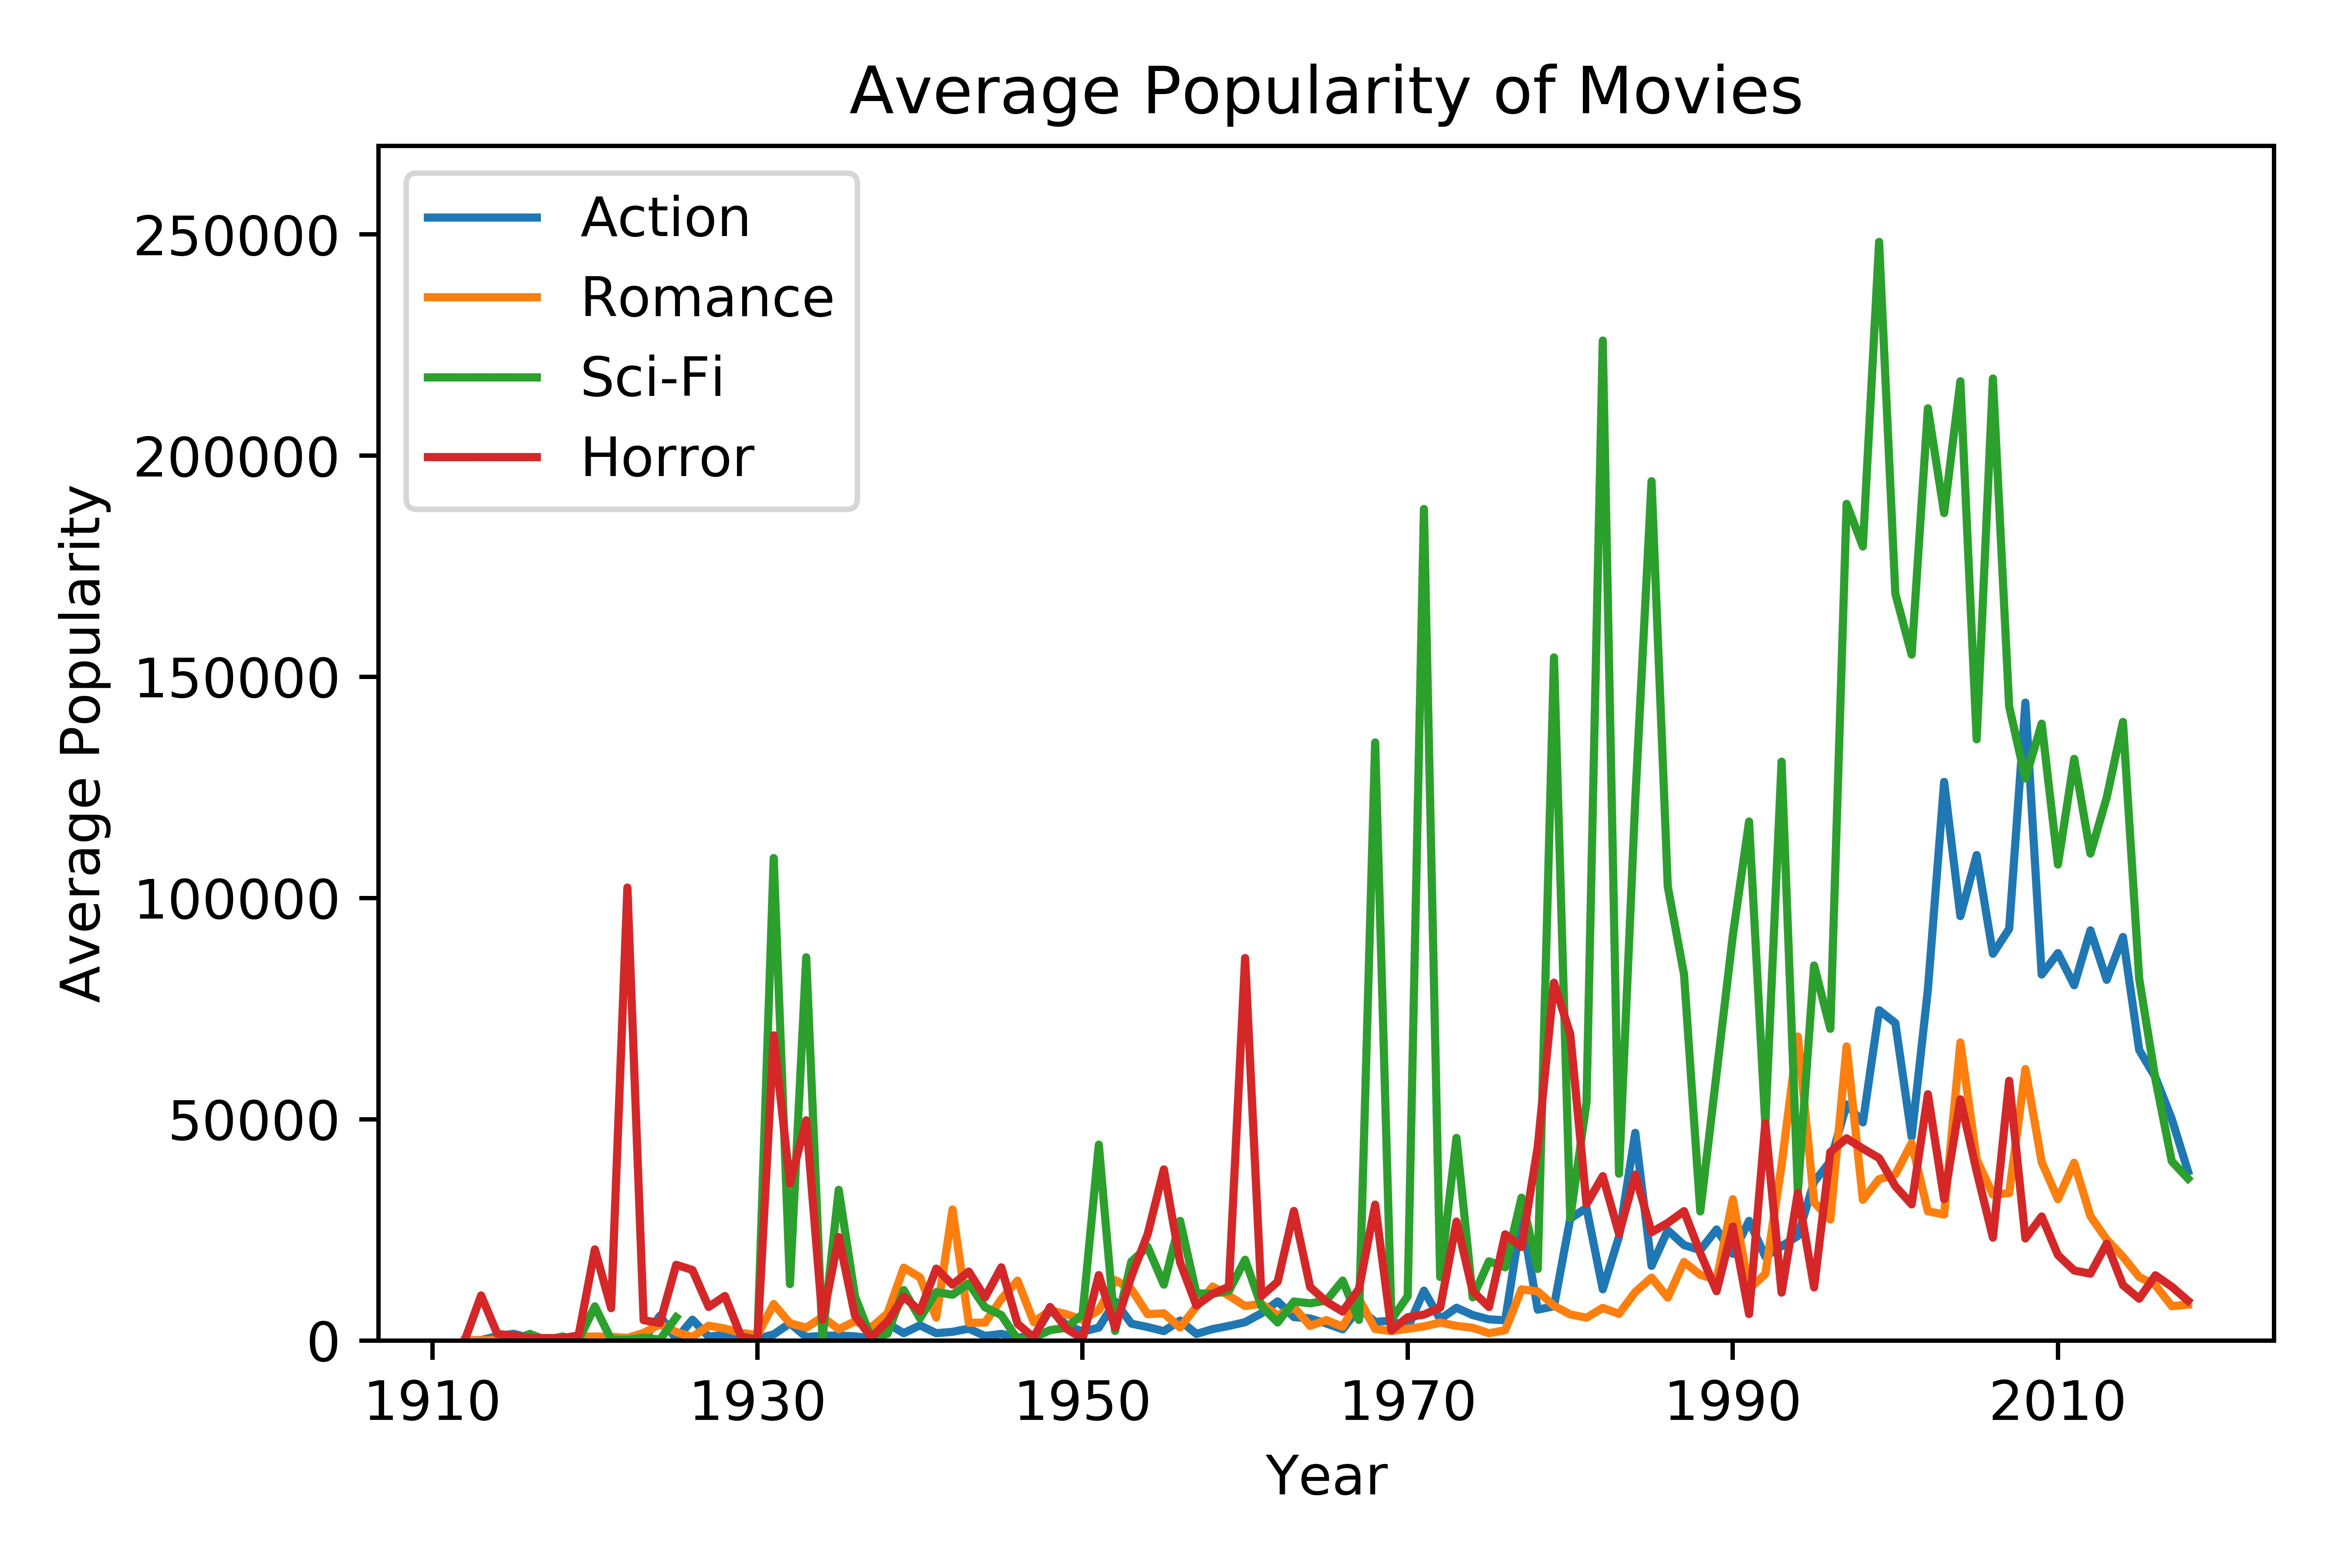 Average Popularity of Movies
Action
Romance
Sci-Fi
Horror
250000
200000
150000
100000
50000
0
Average Popularity
1910 1930 1950 1970 1990 2010
Year